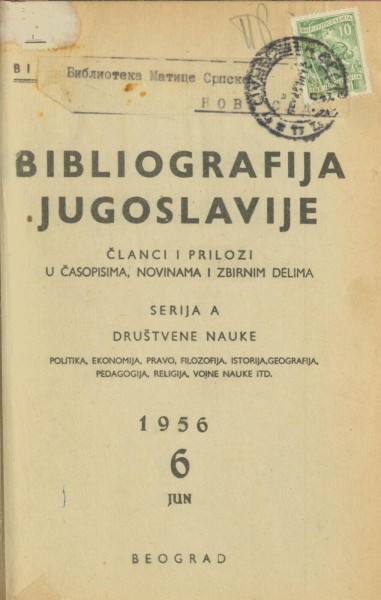 10
BI
Библиотека Матице Српске
НОВИ С
BIBLIOGRAFIJA
JUGOSLAVIJE
ČLANCI I PRILOZI
U ČASOPISIMA, NOVINAMA I ZBIRNIM DELIMA
SERIJA A
DRUŠTVENE NAUKE
POLITIKA, EKONOMIJA, PRAVO, FILOZOFIJA, ISTORIJA,GEOGRAFIJA,
PEDAGOGIJA, RELIGIJA, VOJNE NAUKE ITD.
1956
6
JUN
BEOGRAD